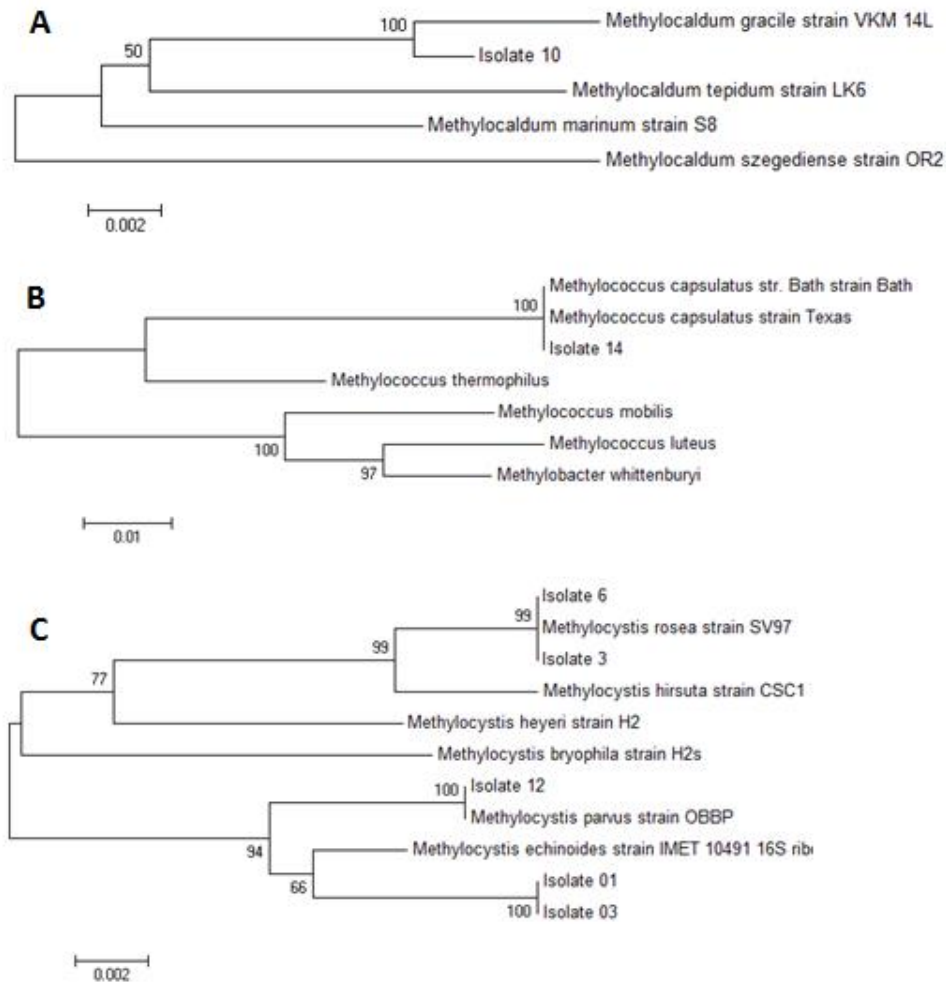 A
100
Methylocaldum gracile strain VKM 14L
50
Isolate 10
Methylocaldum tepidum strain LK6
Methylocaldum marinum strain S8
Methylocaldum szegediense strain OR2
0.002
B
Methylococcus capsulatus str. Bath strain Bath
100
Methylococcus capsulatus strain Texas
Isolate 14
Methylococcus thermophilus
Methylococcus mobilis
100
Methylococcus luteus
97
Methylobacter whittenburyi
0.01
C
Isolate 6
99
Methylocystis rosea strain SV97
99
Isolate 3
77
Methylocystis hirsuta strain CSC1
Methylocystis heyeri strain H2
Methylocystis bryophila strain H2s
Isolate 12
100
Methylocystis parvus strain OBBP
94
Methylocystis echinoides strain IMET 10491 16S ribo
66
Isolate 01
100
Isolate 03
0.002